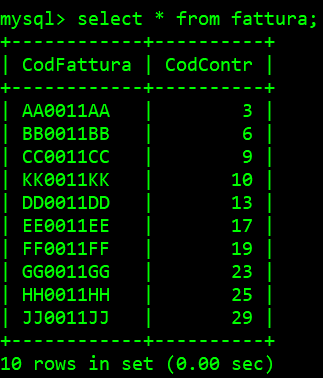 mysql> select * from fattura;
+------------+----------+
| CodFattura | CodContr |
+------------+----------+
| AA0011AA   |        3 |
| BB0011BB   |        6 |
| CC0011CC   |        9 |
| KK0011KK   |       10 |
| DD0011DD   |       13 |
| EE0011EE   |       17 |
| FF0011FF   |       19 |
| GG0011GG   |       23 |
| HH0011HH   |       25 |
| JJ0011JJ   |       29 |
+------------+----------+
10 rows in set (0.00 sec)